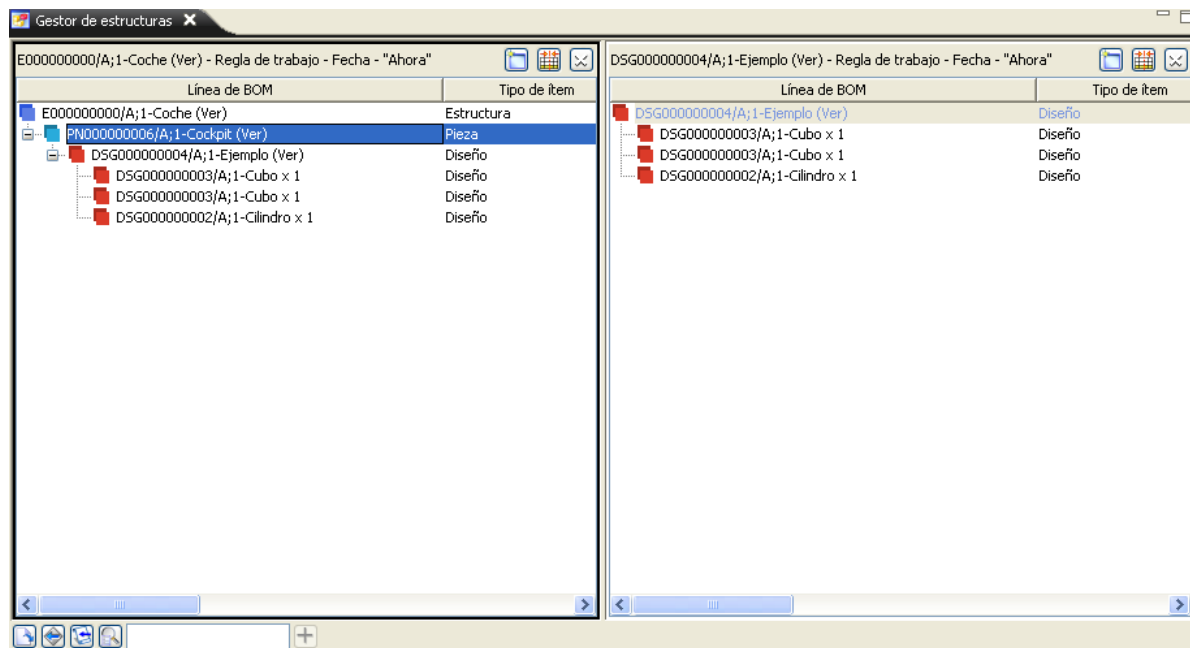 Gestor de estructuras
E000000000/A;1-Coche (Ver) - Regla de trabajo - Fecha - "Ahora"
Línea de BOM Tipo de ítem
E000000000/A;1-Coche (Ver) Estructura
PN000000006/A;1-Cockpit (Ver) Pieza
DSG000000004/A;1-Ejemplo (Ver) Diseño
DSG000000003/A;1-Cubo x 1 Diseño
DSG000000003/A;1-Cubo x 1 Diseño
DSG000000002/A;1-Cilindro x 1 Diseño
DSG000000004/A;1-Ejemplo (Ver) - Regla de trabajo - Fecha - "Ahora"
Línea de BOM Tipo de ítem
DSG000000004/A;1-Ejemplo (Ver) Diseño
DSG000000003/A;1-Cubo x 1 Diseño
DSG000000003/A;1-Cubo x 1 Diseño
DSG000000002/A;1-Cilindro x 1 Diseño